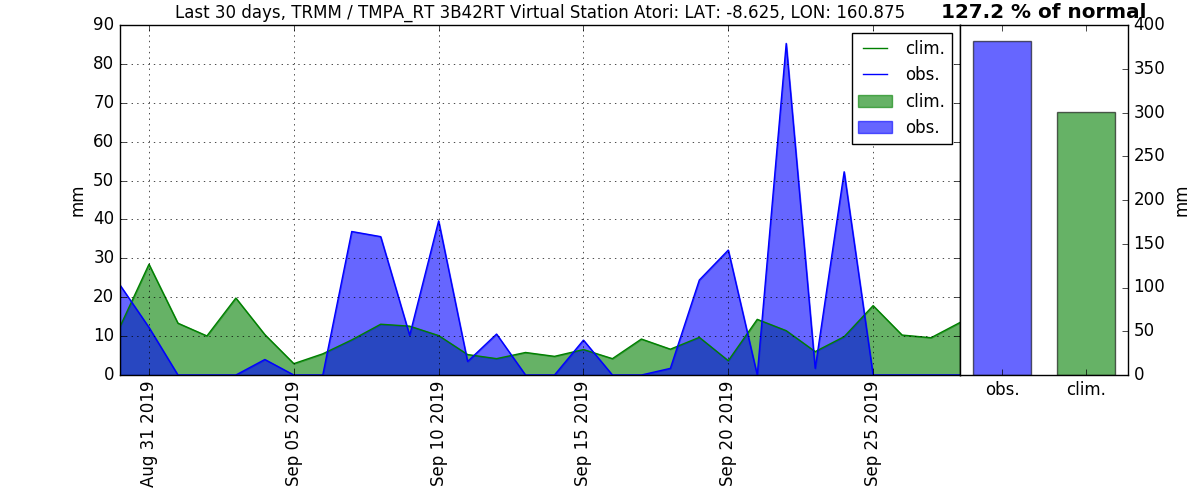 Last 30 days, TRMM / TMPA_RT 3B42RT Virtual Station Atori: LAT: -8.625, LON: 160.875
127.2 % of normal
90
80
70
60
50
40
30
20
10
0
mm
clim.
obs.
clim.
obs.
Aug 31 2019
Sep 05 2019
Sep 10 2019
Sep 15 2019
Sep 20 2019
Sep 25 2019
400
350
300
250
200
150
100
50
0
mm
obs.
clim.